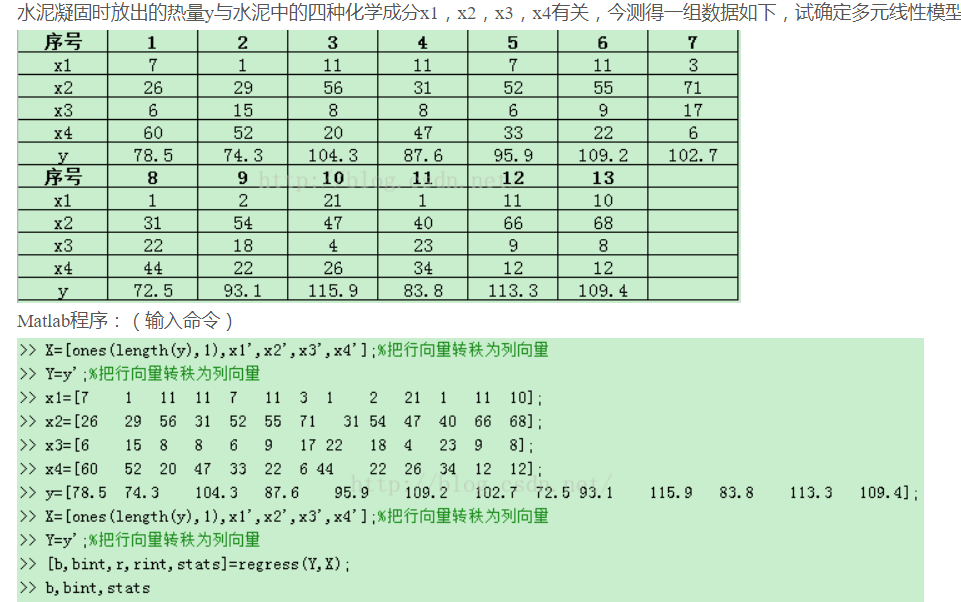 水泥凝固时放出的热量y与水泥中的四种化学成分x1，x2，x3，x4有关，今测得一组数据如下，试确定多元线性模型
序号 1 2 3 4 5 6 7
x1 7 1 11 11 7 11 3
x2 26 29 56 31 52 55 71
x3 6 15 8 8 6 9 17
x4 60 52 20 47 33 22 6
y 78.5 74.3 104.3 87.6 95.9 109.2 102.7
序号 8 9 10 11 12 13
x1 1 2 21 1 11 10
x2 31 54 47 40 66 68
x3 22 18 4 23 9 8
x4 44 22 26 34 12 12
y 72.5 93.1 115.9 83.8 113.3 109.4
http://blog.csdn.net/
Matlab程序：（输入命令）
>> X=[ones(length(y),1),x1',x2',x3',x4'];%把行向量转秩为列向量
>> Y=y';%把行向量转秩为列向量
>> x1=[7 1 11 11 7 11 3 1 2 21 1 11 10];
>> x2=[26 29 56 31 52 55 71 31 54 47 40 66 68];
>> x3=[6 15 8 8 6 9 17 22 18 4 23 9 8];
>> x4=[60 52 20 47 33 22 6 44 22 26 34 12 12];
http://blog.csdn.net/
>> y=[78.5 74.3 104.3 87.6 95.9 109.2 102.7 72.5 93.1 115.9 83.8 113.3 109.4];
>> X=[ones(length(y),1),x1',x2',x3',x4'];%把行向量转秩为列向量
>> Y=y';%把行向量转秩为列向量
>> [b,bint,r,rint,stats]=regress(Y,X);
>> b,bint,stats